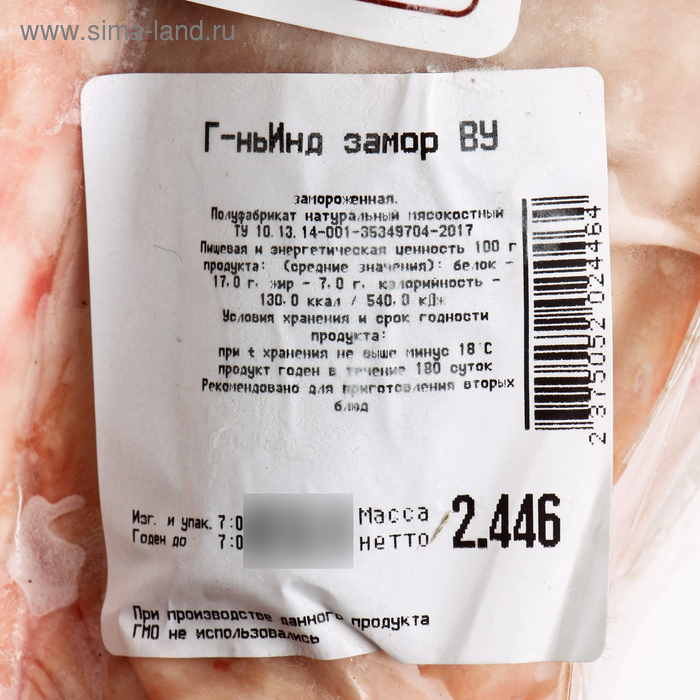 www.sima-land.ru
Г-ньИнд замор ВУ
замороженная.
Полуфабрикат натуральный мясокостный
ТУ 10.13.14-001-35349704-2017
Пищевая и энергетическая ценность 100 г
продукта: (средние значения): белок -
17,0 г, жир - 7,0 г, калорийность -
130,0 ккал / 540,0 кДж
Условия хранения и срок годности
продукта:
при t хранения не выше минус 18°С
продукт годен в течение 180 суток
Рекомендовано для приготовления вторых
блюд
2 375052 024464
Изг. и упак. 7:0
Годен до 7:0
Масса
нетто
2.446
При производстве данного продукта
ГМО не использовались